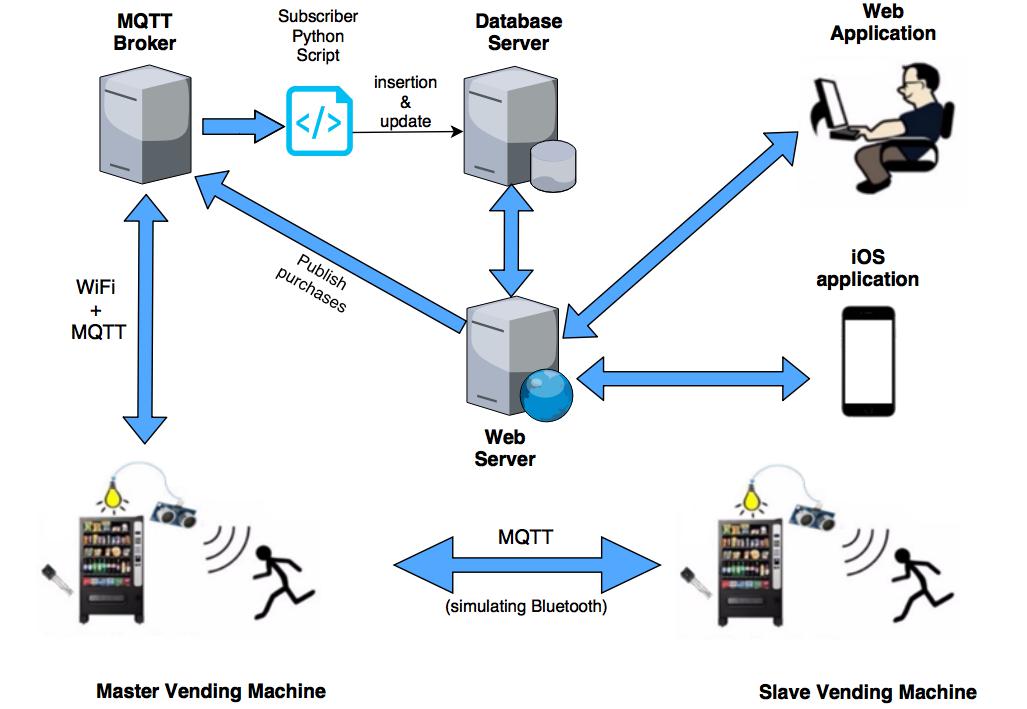 MQTT
Broker
Subscriber
Python
Script
</>
insertion
&
update
Database
Server
Web
Application
WiFi
+
MQTT
Publish
purchases
iOS
application
Web
Server
MQTT
(simulating Bluetooth)
Master Vending Machine
Slave Vending Machine